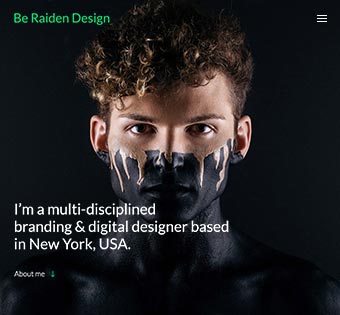 Be Raiden Design
I'm a multi-disciplined
branding & digital designer based
in New York, USA.
About me